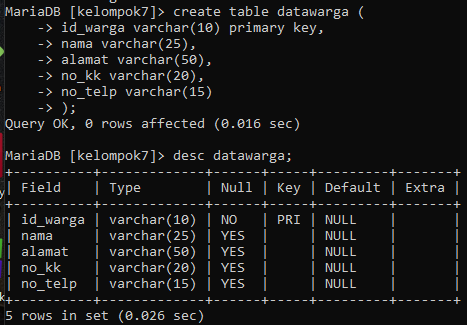 MariaDB [kelompok7]> create table datawarga (
    -> id_warga varchar(10) primary key,
    -> nama varchar(25),
    -> alamat varchar(50),
    -> no_kk varchar(20),
    -> no_telp varchar(15)
    -> );
Query OK, 0 rows affected (0.016 sec)

MariaDB [kelompok7]> desc datawarga;
+----------+-------------+------+-----+---------+-------+
| Field    | Type        | Null | Key | Default | Extra |
+----------+-------------+------+-----+---------+-------+
| id_warga | varchar(10) | NO   | PRI | NULL    |       |
| nama     | varchar(25) | YES  |     | NULL    |       |
| alamat   | varchar(50) | YES  |     | NULL    |       |
| no_kk    | varchar(20) | YES  |     | NULL    |       |
| no_telp  | varchar(15) | YES  |     | NULL    |       |
+----------+-------------+------+-----+---------+-------+
5 rows in set (0.026 sec)